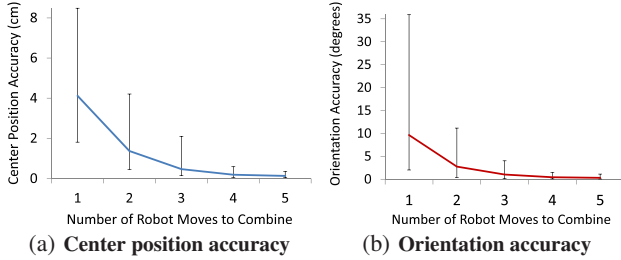 Center Position Accuracy (cm)
8
6
4
2
0
1 2 3 4 5
Number of Robot Moves to Combine
(a) Center position accuracy
Orientation Accuracy (degrees)
35
30
25
20
15
10
5
0
1 2 3 4 5
Number of Robot Moves to Combine
(b) Orientation accuracy